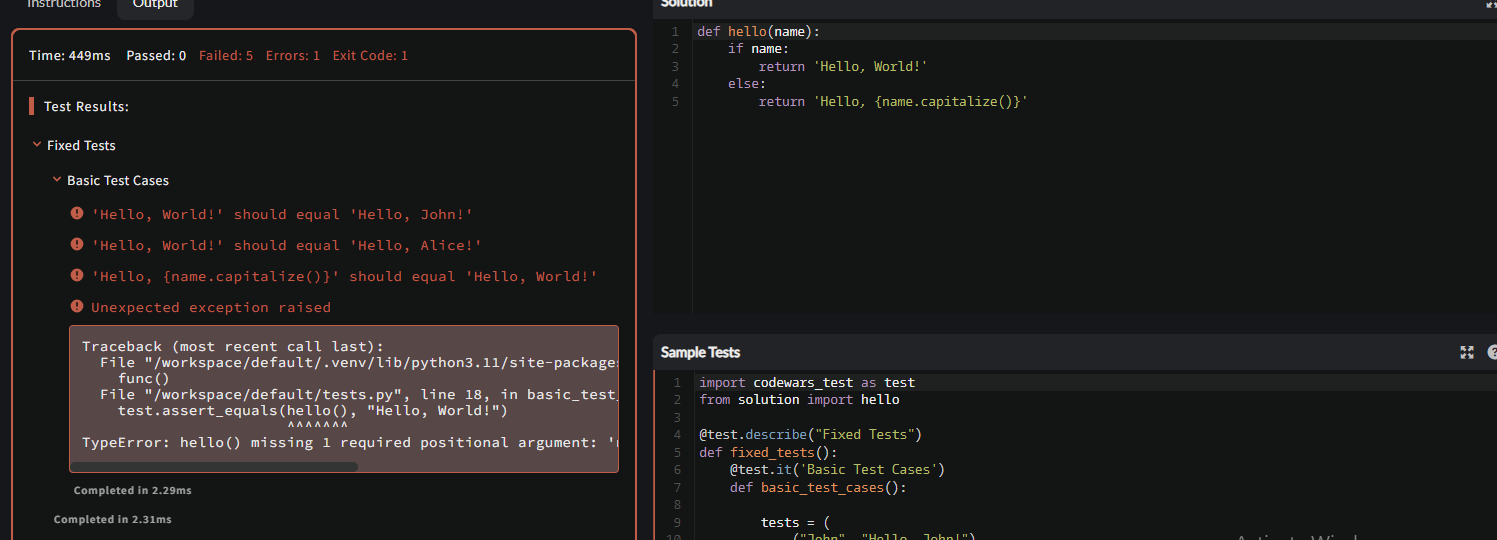 Instructions
Output
Time: 449ms Passed: 0 Failed: 5 Errors: 1 Exit Code: 1
Test Results:
Fixed Tests
Basic Test Cases
'Hello, World!' should equal 'Hello, John!'
'Hello, World!' should equal 'Hello, Alice!'
'Hello, {name.capitalize()}' should equal 'Hello, World!'
Unexpected exception raised
Traceback (most recent call last):
File "/workspace/default/.venv/lib/python3.11/site-packages
func()
File "/workspace/default/tests.py", line 18, in basic_test_
test.assert_equals(hello(), "Hello, World!")
^^^^^^^
TypeError: hello() missing 1 required positional argument: '
Completed in 2.29ms
Completed in 2.31ms
Solution
1 def hello(name):
2 if name:
3 return 'Hello, World!'
4 else:
5 return 'Hello, {name.capitalize()}'
Sample Tests
1 import codewars_test as test
2 from solution import hello
3
4 @test.describe("Fixed Tests")
5 def fixed_tests():
6 @test.it('Basic Test Cases')
7 def basic_test_cases():
8
9 tests = (
10 ("John", "Hello, John!"),